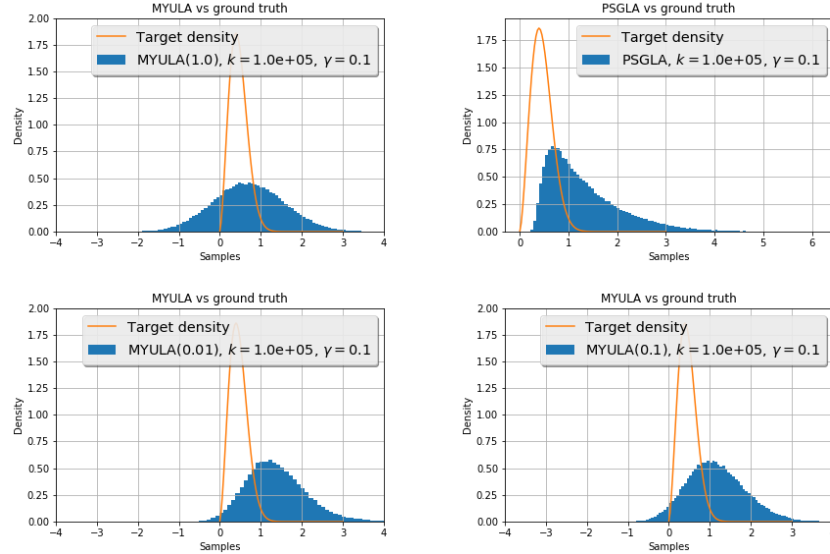 MYULA vs ground truth
Target density
MYULA(1.0), k = 1.0e+05, γ = 0.1
Density
2.00
1.75
1.50
1.25
1.00
0.75
0.50
0.25
0.00
−4 −3 −2 −1 0 1 2 3 4
Samples
PSGLA vs ground truth
Target density
PSGLA, k = 1.0e+05, γ = 0.1
Density
1.75
1.50
1.25
1.00
0.75
0.50
0.25
0.00
0 1 2 3 4 5 6
Samples
MYULA vs ground truth
Target density
MYULA(0.01), k = 1.0e+05, γ = 0.1
Density
2.00
1.75
1.50
1.25
1.00
0.75
0.50
0.25
0.00
−4 −3 −2 −1 0 1 2 3 4
Samples
MYULA vs ground truth
Target density
MYULA(0.1), k = 1.0e+05, γ = 0.1
Density
2.00
1.75
1.50
1.25
1.00
0.75
0.50
0.25
0.00
−4 −3 −2 −1 0 1 2 3
Samples